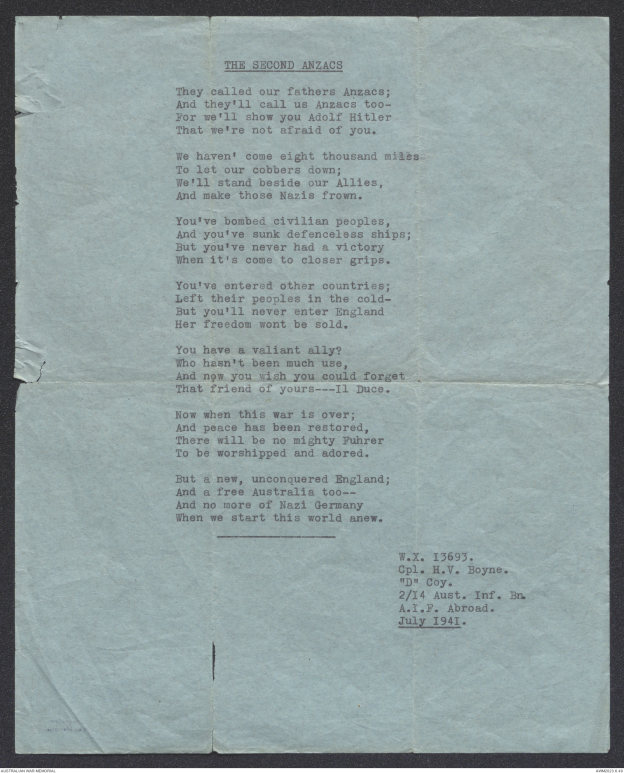 THE SECOND ANZACS
They called our fathers Anzacs;
And they'll call us Anzacs too-
For we'll show you Adolf Hitler
That we're not afraid of you.
We haven' come eight thousand miles
To let our cobbers down;
We'll stand beside our Allies,
And make those Nazis frown.
You've bombed civilian peoples,
And you've sunk defenceless ships;
But you've never had a victory
When it's come to closer grips.
You've entered other countries;
Left their peoples in the cold-
But you'll never enter England
Her freedom wont be sold.
You have a valiant ally?
Who hasn't been much use,
And now you wish you could forget
That friend of yours---Il Duce.
Now when this war is over;
And peace has been restored,
There will be no mighty Fuhrer
To be worshipped and adored.
But a new, unconquered England;
And a free Australia too--
And no more of Nazi Germany
When we start this world anew.
W.X. I3693.
Cpl. H.V. Boyne.
"D" Coy.
2/I4 Aust. Inf. Bn.
A.I.F. Abroad.
July I94I.
AUSTRALIAN WAR MEMORIAL